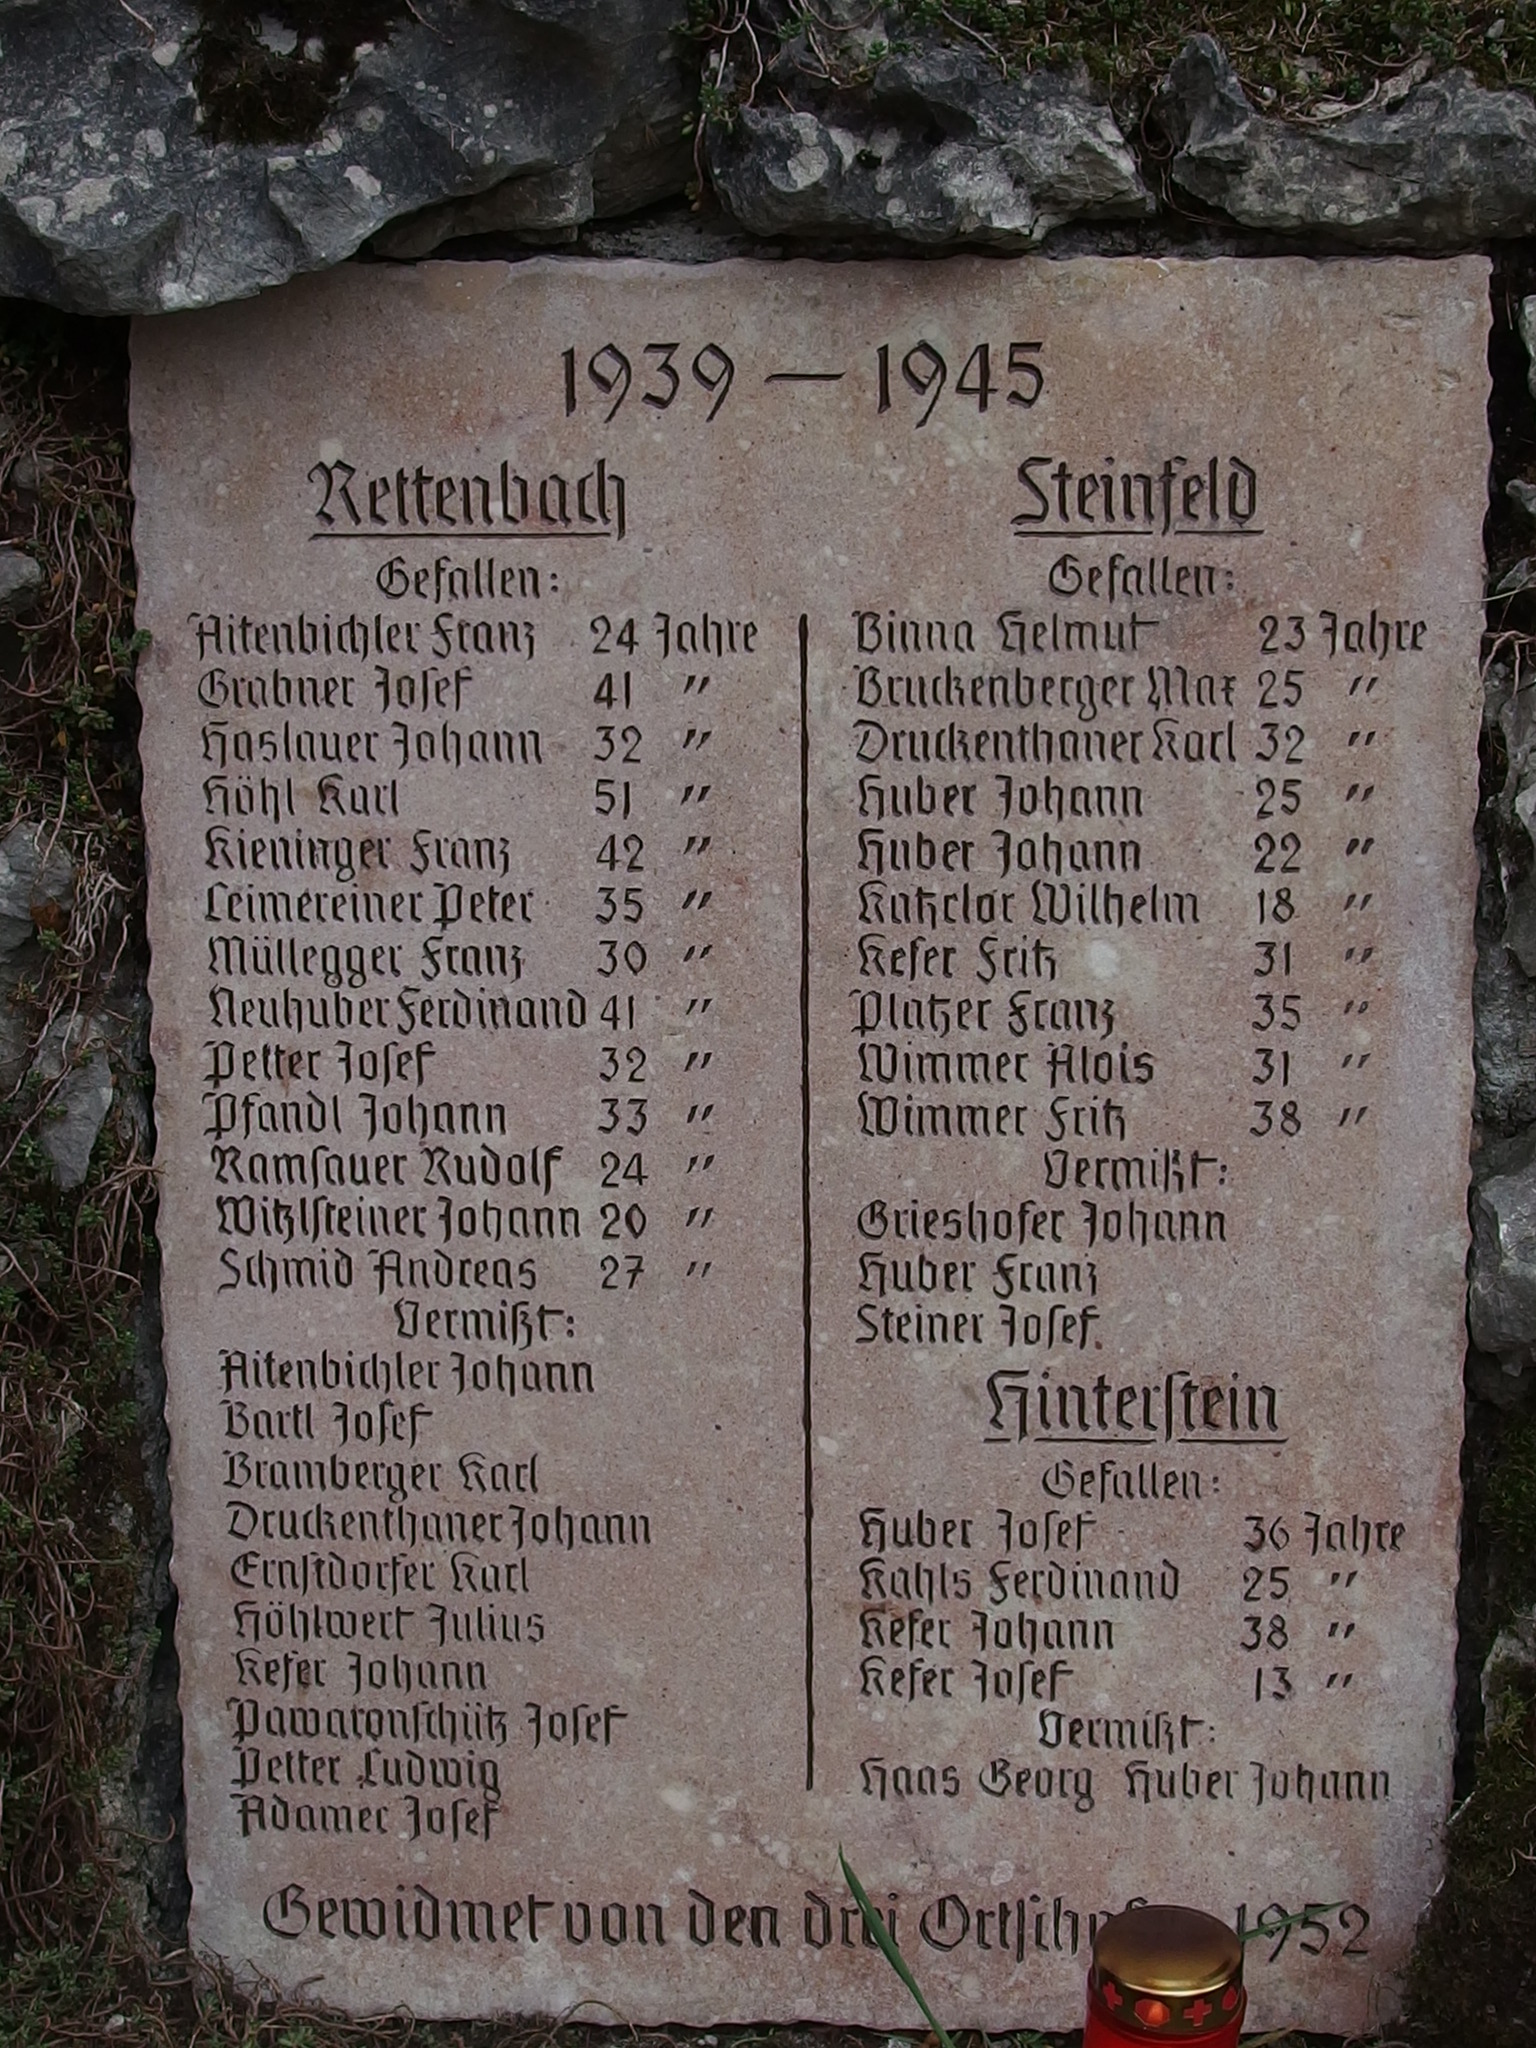 1939 – 1945
Rettenbach
Gefallen:
Aitenbichler Franz 24 Jahre
Grabner Josef 41 "
Haslauer Johann 32 "
Höhl Karl 51 "
Kieninger Franz 42 "
Leimereiner Peter 35 "
Müllegger Franz 30 "
Neuhuber Ferdinand 41 "
Petter Josef 32 "
Pfandl Johann 33 "
Ramsauer Rudolf 24 "
Witzlsteiner Johann 20 "
Schmid Andreas 27 "
Vermißt:
Aitenbichler Johann
Bartl Josef
Bramberger Karl
Druckenthaner Johann
Ernstdorfer Karl
Höhlwert Julius
Kefer Johann
Pawaronschütz Josef
Petter Ludwig
Adamer Josef
Steinfeld
Gefallen:
Binna Helmut 23 Jahre
Bruckenberger Max 25 "
Druckenthaner Karl 32 "
Huber Johann 25 "
Huber Johann 22 "
Katzlor Wilhelm 18 "
Kefer Fritz 31 "
Platzer Franz 35 "
Wimmer Alois 31 "
Wimmer Fritz 38 "
Vermißt:
Grieshofer Johann
Huber Franz
Steiner Josef.
Hinterstein
Gefallen:
Huber Josef 36 Jahre
Kahls Ferdinand 25 "
Kefer Johann 38 "
Kefer Josef 13 "
Vermißt:
Haas Georg Huber Johann
Gewidmet von den drei 1952